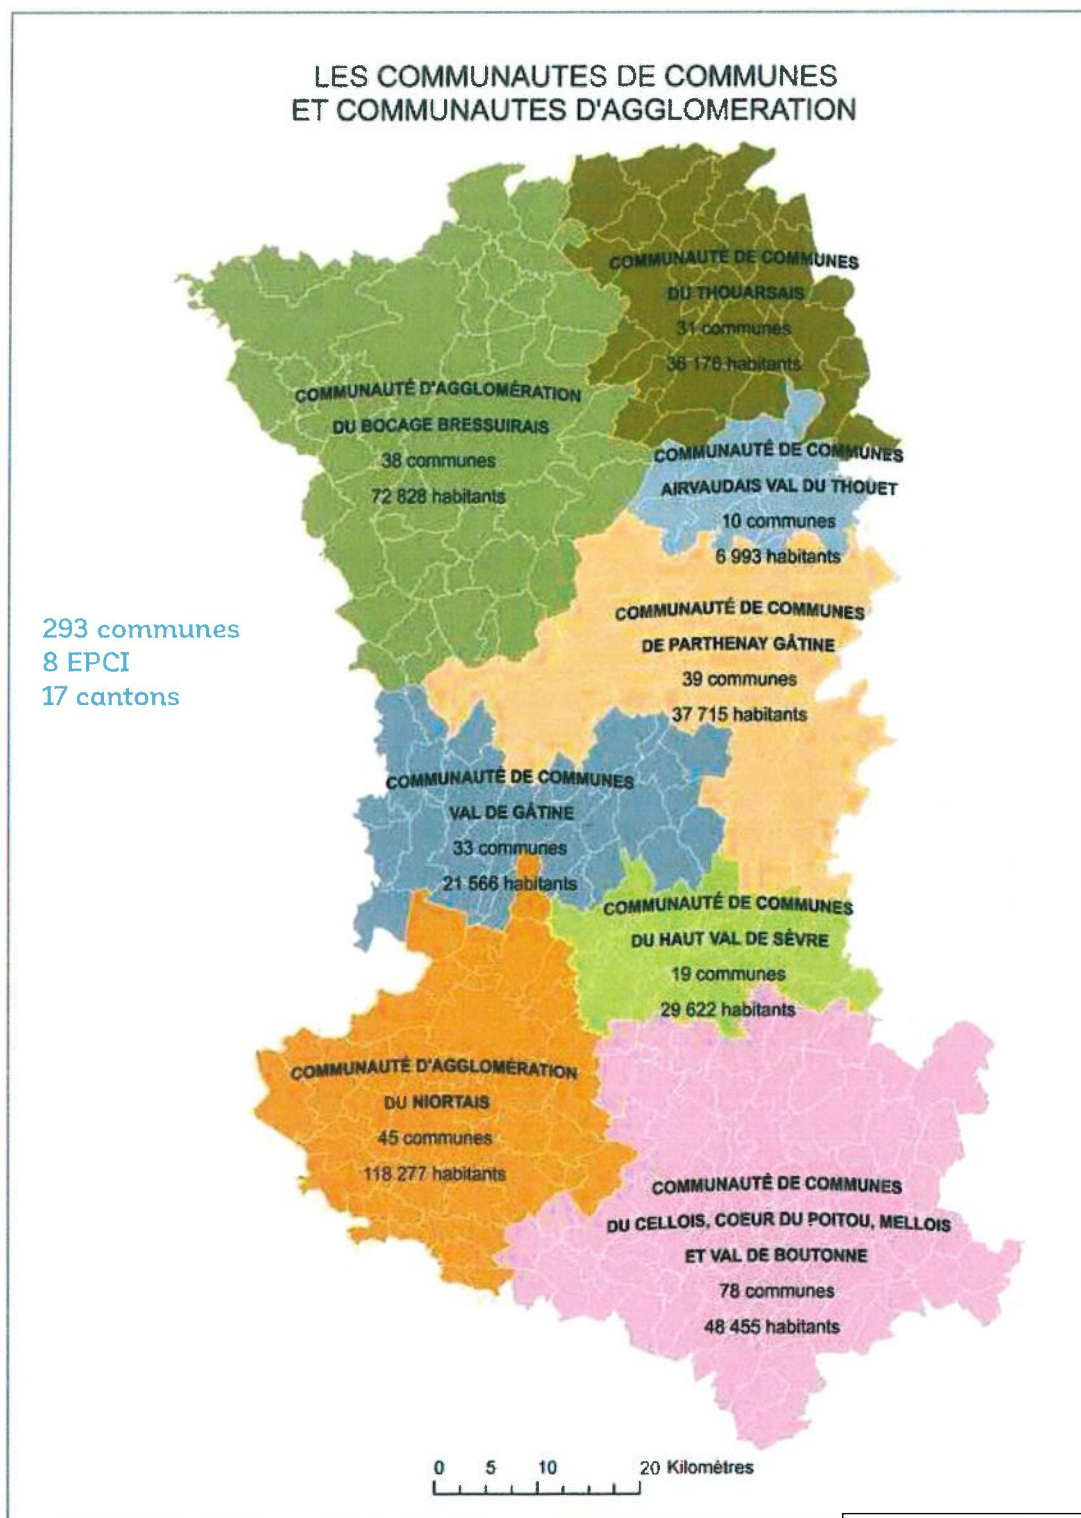 LES COMMUNAUTES DE COMMUNES
ET COMMUNAUTES D'AGGLOMERATION
COMMUNAUTÉ DE COMMUNES
DU THOUARSAIS
31 communes
36 176 habitants
COMMUNAUTÉ D'AGGLOMÉRATION
DU BOCAGE BRESSUIRAIS
38 communes
72 828 habitants
COMMUNAUTÉ DE COMMUNES
AIRVAUDAIS VAL DU THOUET
10 communes
6 993 habitants
293 communes
8 EPCI
17 cantons
COMMUNAUTÉ DE COMMUNES
DE PARTHENAY GÂTINE
39 communes
37 715 habitants
COMMUNAUTÉ DE COMMUNES
VAL DE GÂTINE
33 communes
21 566 habitants
COMMUNAUTÉ DE COMMUNES
DU HAUT VAL DE SÈVRE
19 communes
29 622 habitants
COMMUNAUTÉ D'AGGLOMÉRATION
DU NIORTAIS
45 communes
118 277 habitants
COMMUNAUTÉ DE COMMUNES
DU CELLOIS, COEUR DU POITOU, MELLOIS
ET VAL DE BOUTONNE
78 communes
48 455 habitants
0 5 10 20 Kilomètres